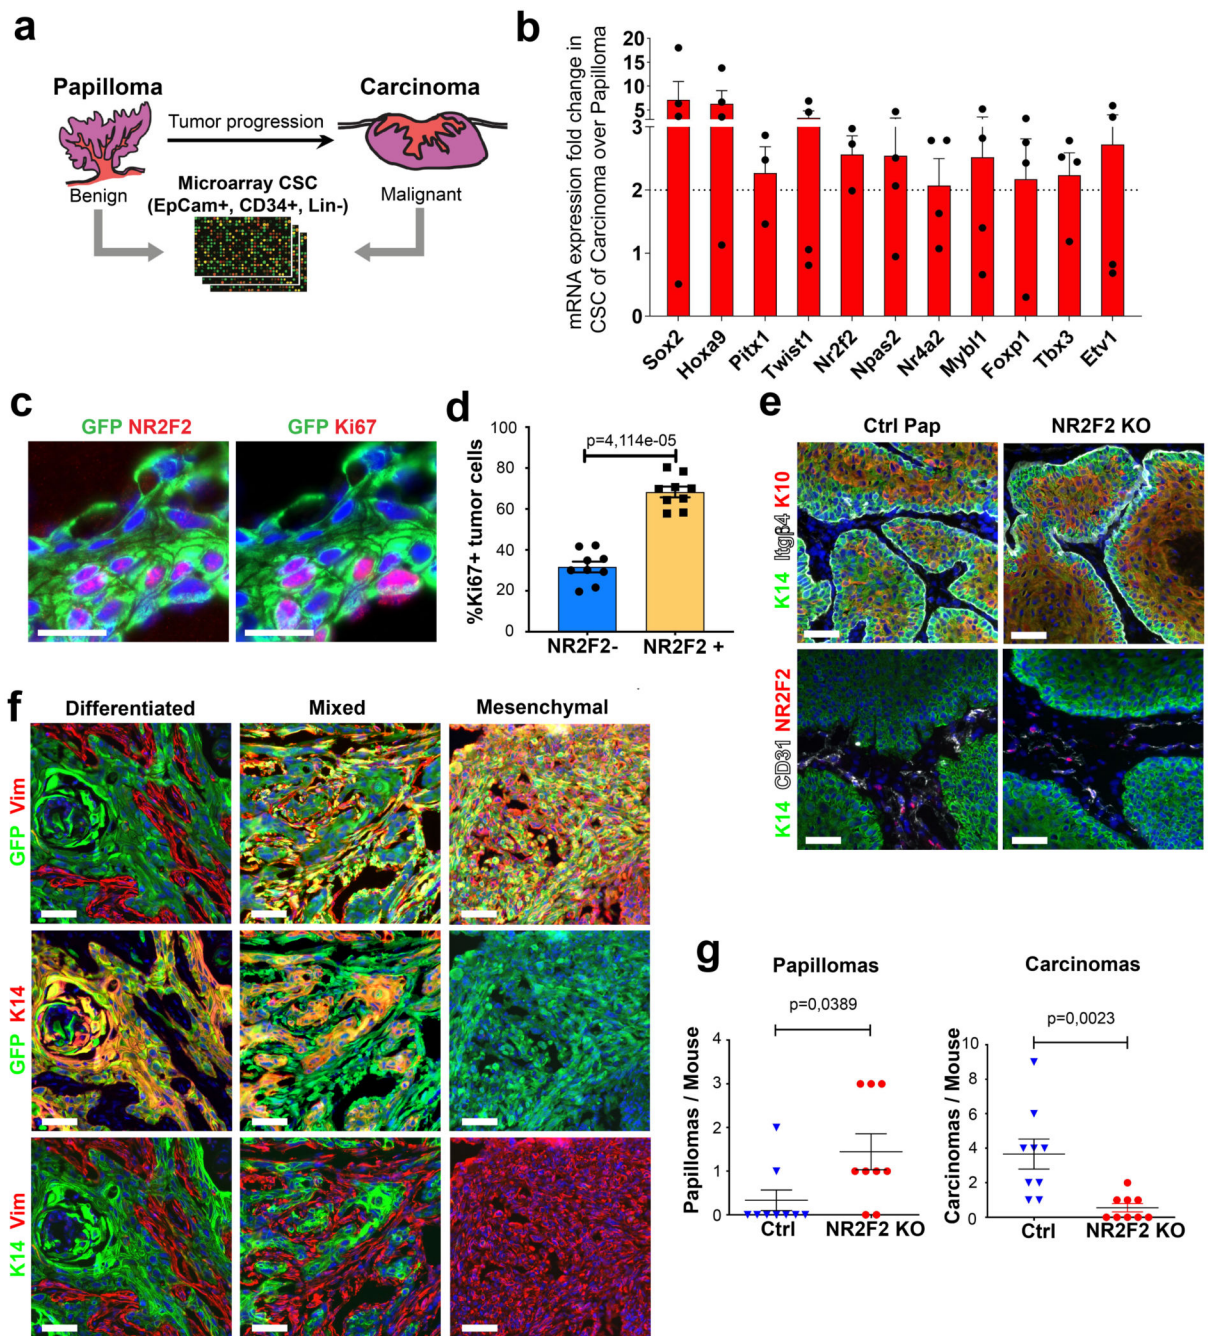 a
Papilloma
Carcinoma
Tumor progression
Benign
Malignant
Microarray CSC
(EpCam+, CD34+, Lin-)
b
mRNA expression fold change in
CSC of Carcinoma over Papilloma
20
15
10
5
3
2
1
0
Sox2
Hoxa9
Pitx1
Twist1
Nr2f2
Npas2
Nr4a2
Mybl1
Foxp1
Tbx3
Etv1
c
GFP NR2F2
GFP Ki67
d
%Ki67+ tumor cells
100
80
60
40
20
0
p=4,114e-05
NR2F2-
NR2F2 +
e
Ctrl Pap
NR2F2 KO
K14 Itgβ4 K10
K14 CD31 NR2F2
f
Differentiated
Mixed
Mesenchymal
GFP Vim
GFP K14
K14 Vim
g
Papillomas
p=0,0389
Papillomas / Mouse
4
3
2
1
0
Ctrl
NR2F2 KO
Carcinomas
p=0,0023
Carcinomas / Mouse
10
8
6
4
2
0
Ctrl
NR2F2 KO